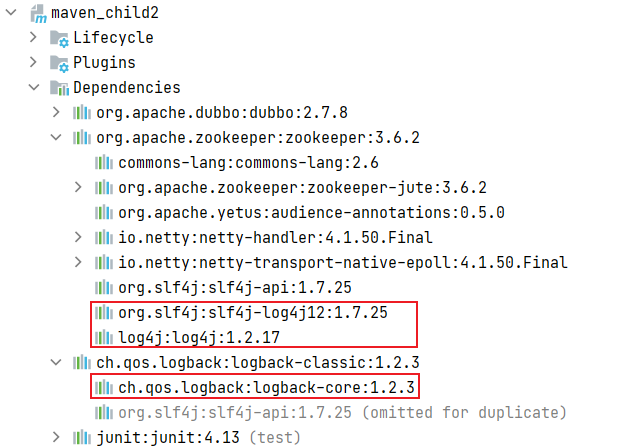 maven_child2
Lifecycle
Plugins
Dependencies
org.apache.dubbo:dubbo:2.7.8
org.apache.zookeeper:zookeeper:3.6.2
commons-lang:commons-lang:2.6
org.apache.zookeeper:zookeeper-jute:3.6.2
org.apache.yetus:audience-annotations:0.5.0
io.netty:netty-handler:4.1.50.Final
io.netty:netty-transport-native-epoll:4.1.50.Final
org.slf4j:slf4j-api:1.7.25
org.slf4j:slf4j-log4j12:1.7.25
log4j:log4j:1.2.17
ch.qos.logback:logback-classic:1.2.3
ch.qos.logback:logback-core:1.2.3
org.slf4j:slf4j-api:1.7.25 (omitted for duplicate)
junit:junit:4.13 (test)